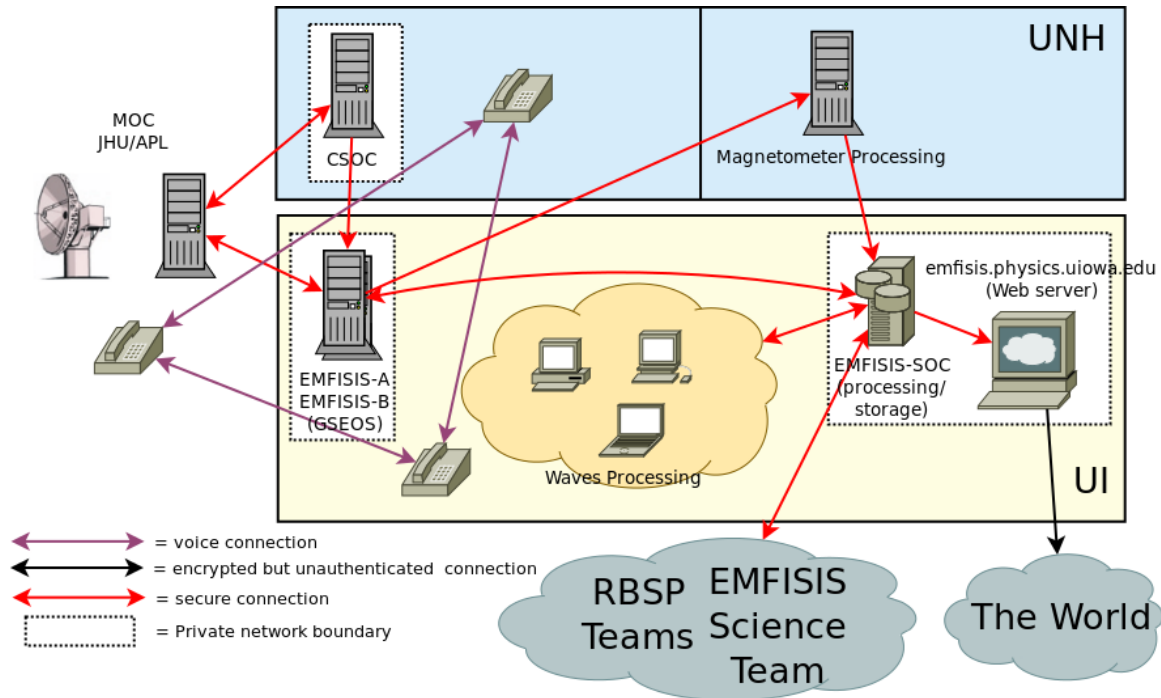 UNH
MOC
JHU/APL
CSOC
Magnetometer Processing
emfisis.physics.uiowa.edu
(Web server)
EMFISIS-A
EMFISIS-B
(GSEOS)
EMFISIS-SOC
(processing/
storage)
Waves Processing
UI
= voice connection
= encrypted but unauthenticated connection
= secure connection
= Private network boundary
RBSP
Teams
EMFISIS
Science
Team
The World